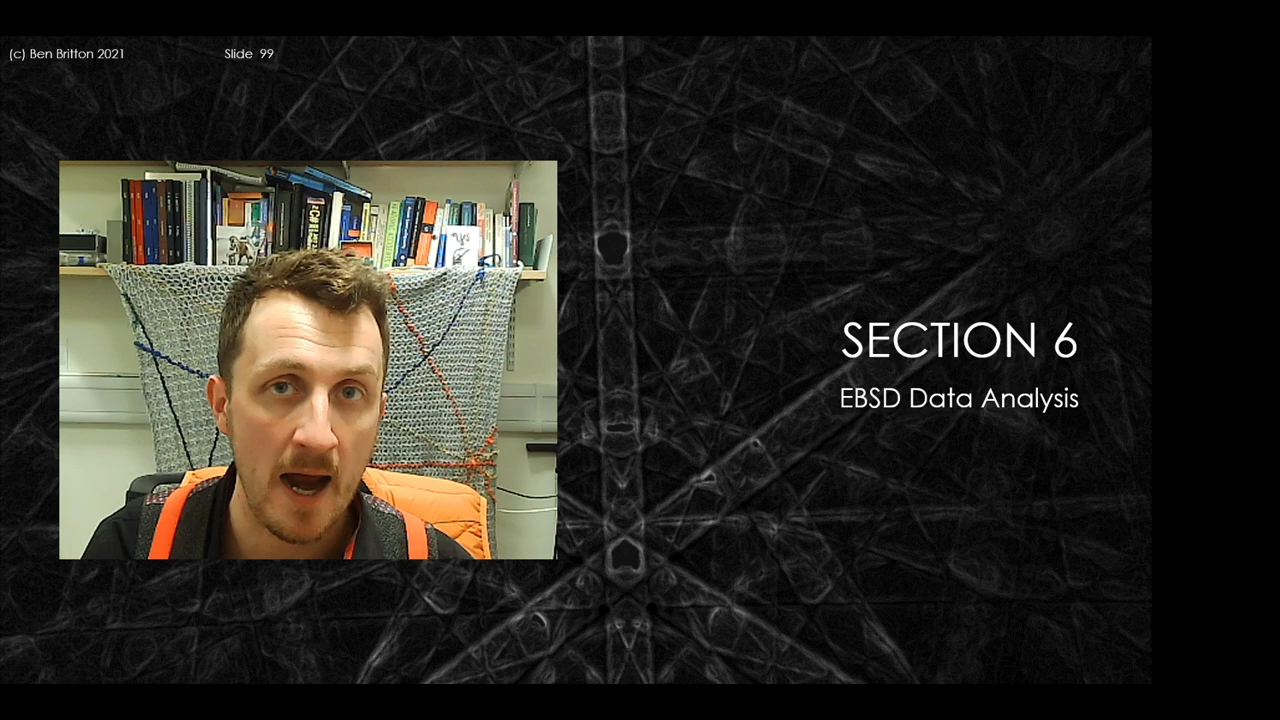 (c) Ben Britton 2021
Slide 99
SECTION 6
EBSD Data Analysis